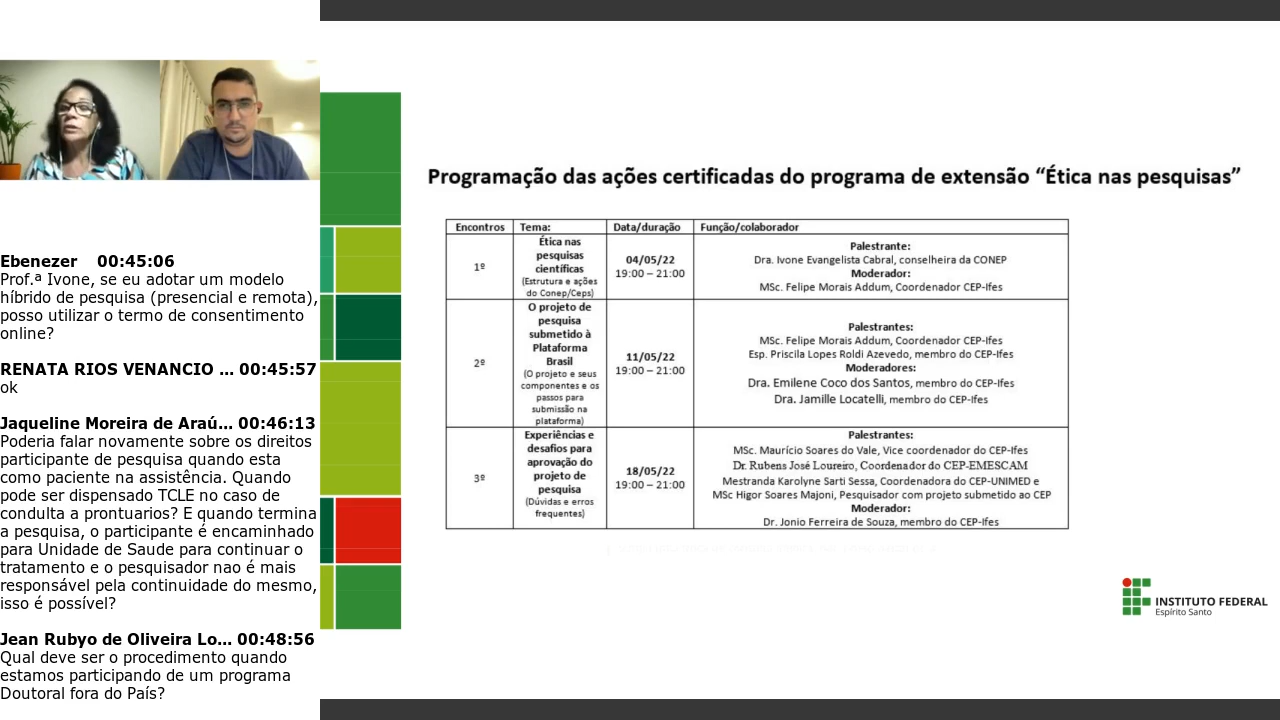 Ebenezer 00:45:06
Prof.ª Ivone, se eu adotar um modelo
híbrido de pesquisa (presencial e remota),
posso utilizar o termo de consentimento
online?
RENATA RIOS VENANCIO ... 00:45:57
ok
Jaqueline Moreira de Araú... 00:46:13
Poderia falar novamente sobre os direitos
participante de pesquisa quando esta
como paciente na assistência. Quando
pode ser dispensado TCLE no caso de
condulta a prontuarios? E quando termina
a pesquisa, o participante é encaminhado
para Unidade de Saude para continuar o
tratamento e o pesquisador nao é mais
responsável pela continuidade do mesmo,
isso é possível?
Jean Rubyo de Oliveira Lo... 00:48:56
Qual deve ser o procedimento quando
estamos participando de um programa
Doutoral fora do País?
Programação das ações certificadas do programa de extensão “Ética nas pesquisas”
Encontros Tema: Data/duração Função/colaborador
1º
Ética nas
pesquisas
científicas
(Estrutura e ações
do Conep/Ceps)
04/05/22
19:00 – 21:00
Palestrante:
Dra. Ivone Evangelista Cabral, conselheira da CONEP
Moderador:
MSc. Felipe Morais Addum, Coordenador CEP-Ifes
2º
O projeto de
pesquisa
submetido à
Plataforma
Brasil
(O projeto e seus
componentes e os
passos para
submissão na
plataforma)
11/05/22
19:00 – 21:00
Palestrantes:
MSc. Felipe Morais Addum, Coordenador CEP-Ifes
Esp. Priscila Lopes Roldi Azevedo, membro do CEP-Ifes
Moderadores:
Dra. Emilene Coco dos Santos, membro do CEP-Ifes
Dra. Jamille Locatelli, membro do CEP-Ifes
3º
Experiências e
desafios para
aprovação do
projeto de
pesquisa
(Dúvidas e erros
frequentes)
18/05/22
19:00 – 21:00
Palestrantes:
MSc. Maurício Soares do Vale, Vice coordenador do CEP-Ifes
Dr. Rubens José Loureiro, Coordenador do CEP-EMESCAM
Mestranda Karolyne Sarti Sessa, Coordenadora do CEP-UNIMED e
MSc Higor Soares Majoni, Pesquisador com projeto submetido ao CEP
Moderador:
Dr. Jonio Ferreira de Souza, membro do CEP-Ifes
INSTITUTO FEDERAL
Espírito Santo